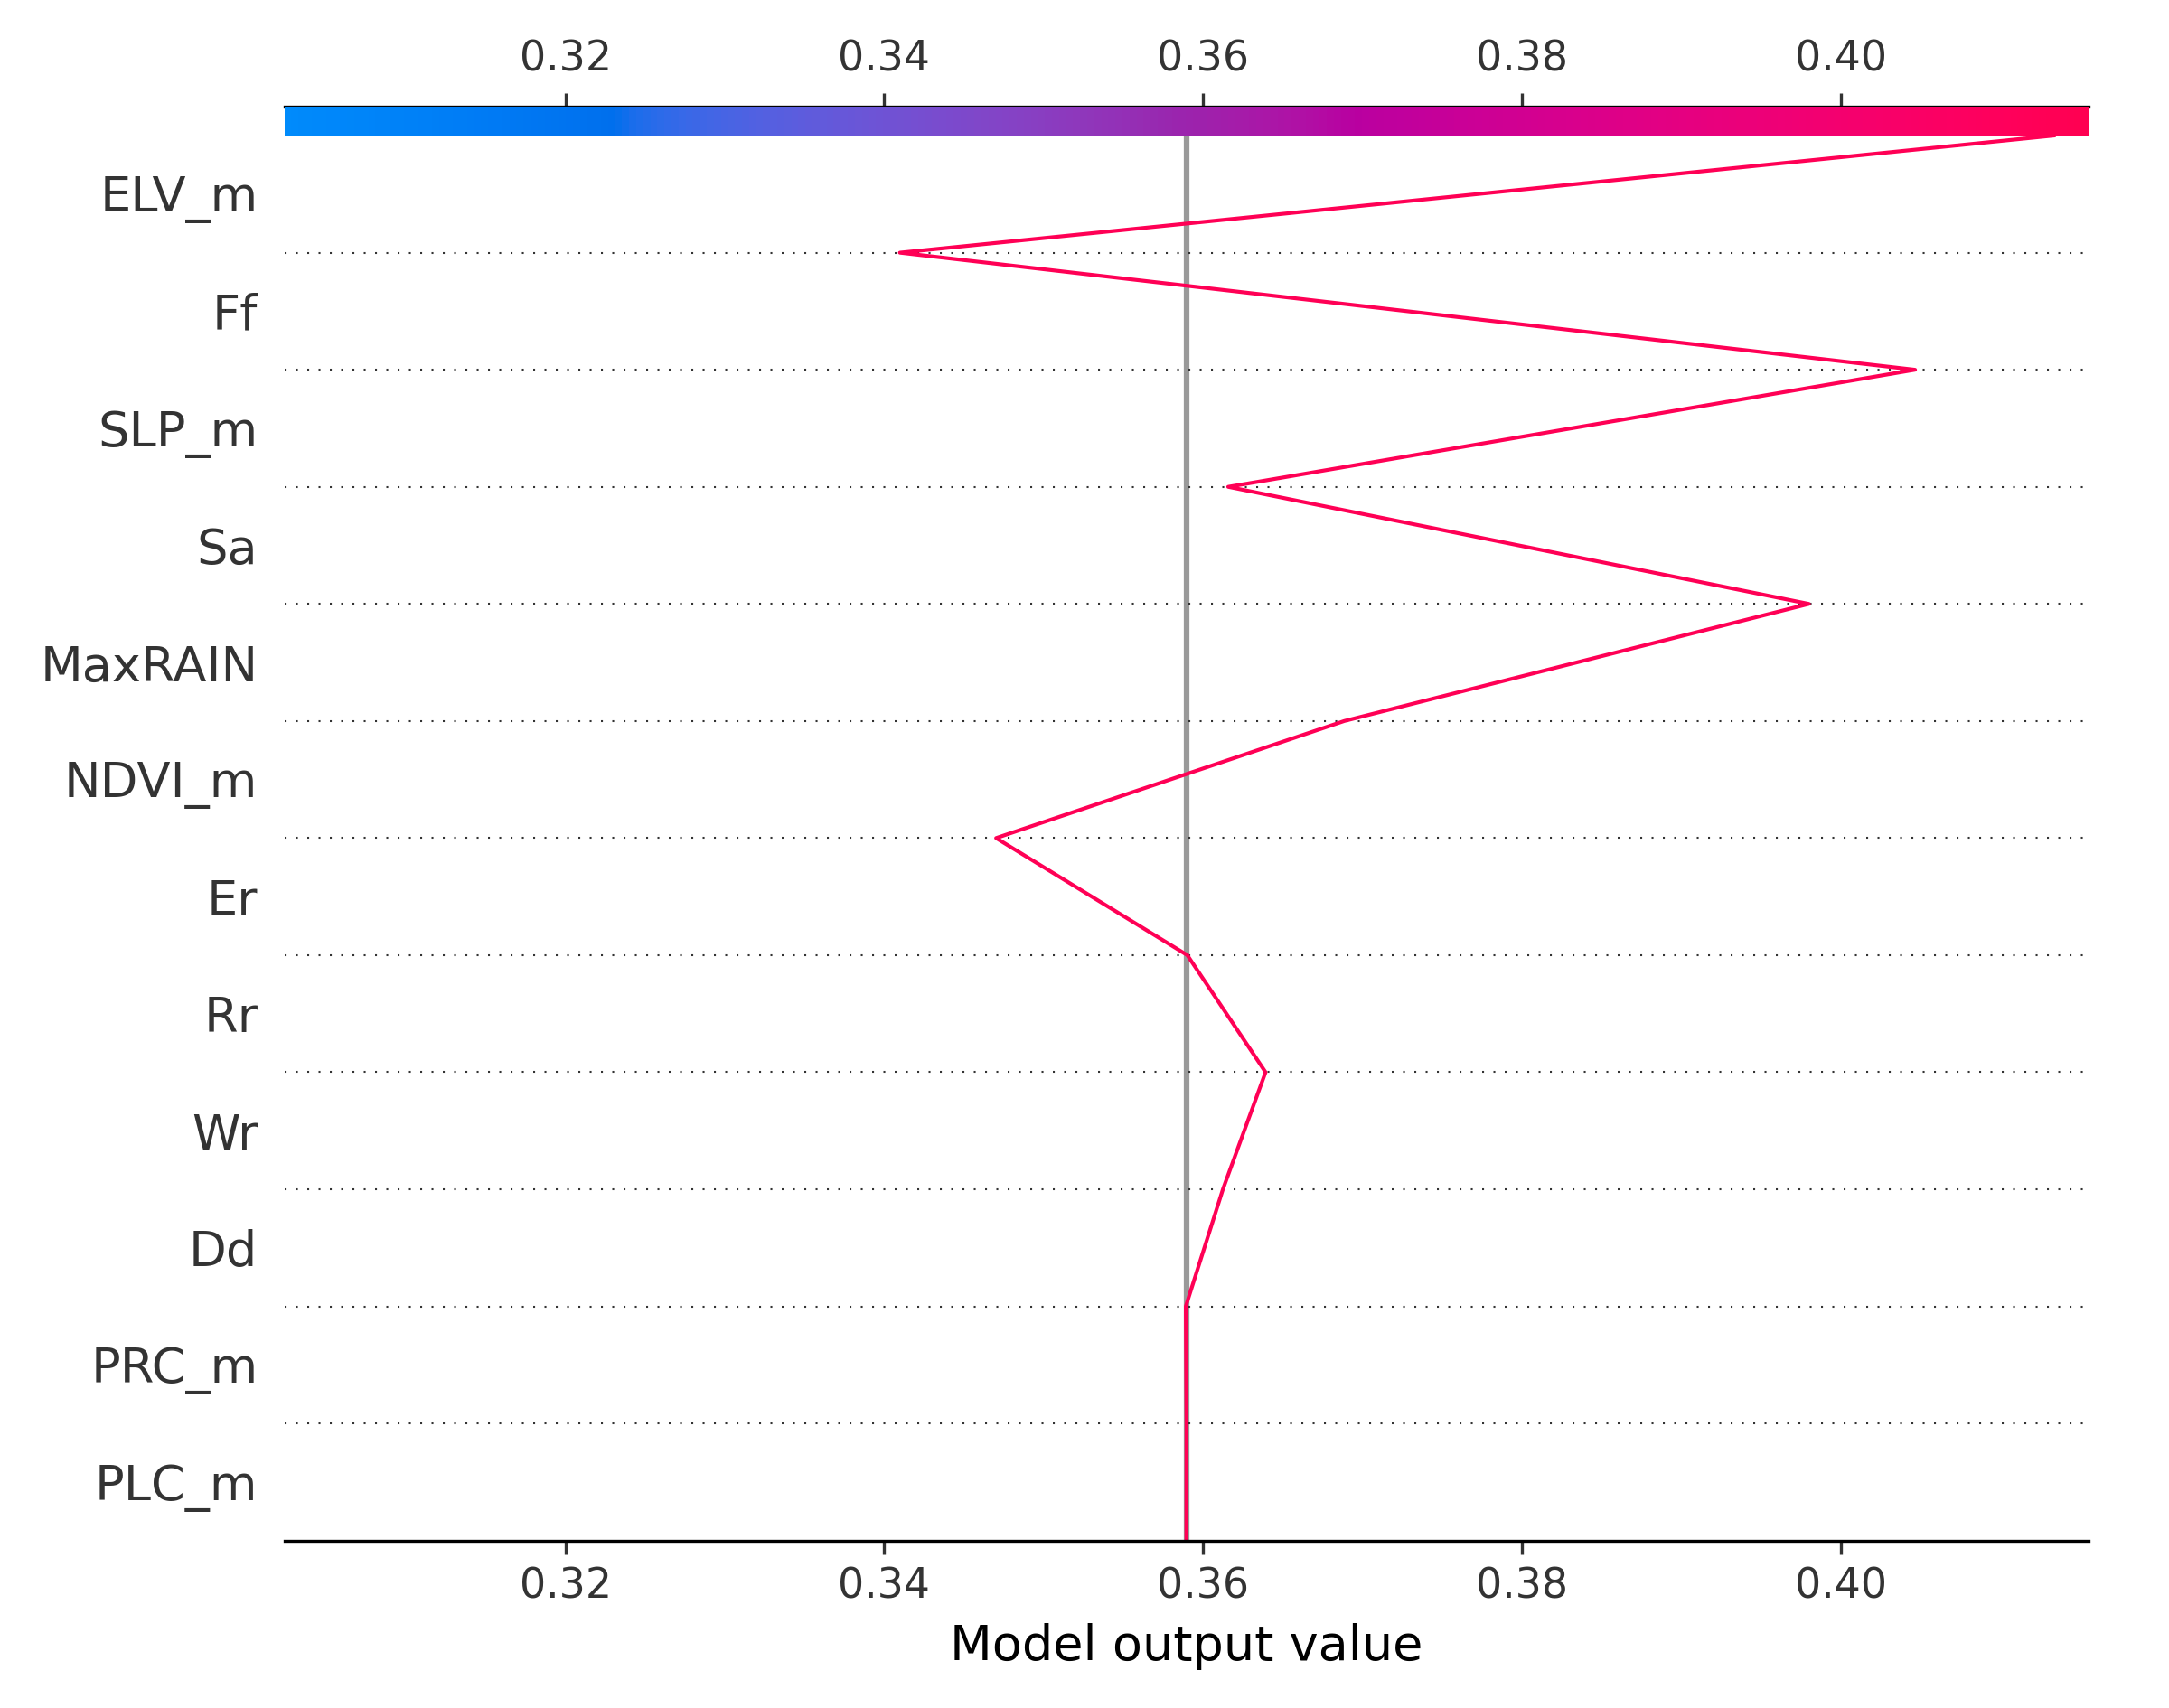 0.32 0.34 0.36 0.38 0.40
ELV_m
Ff
SLP_m
Sa
MaxRAIN
NDVI_m
Er
Rr
Wr
Dd
PRC_m
PLC_m
0.32 0.34 0.36 0.38 0.40
Model output value